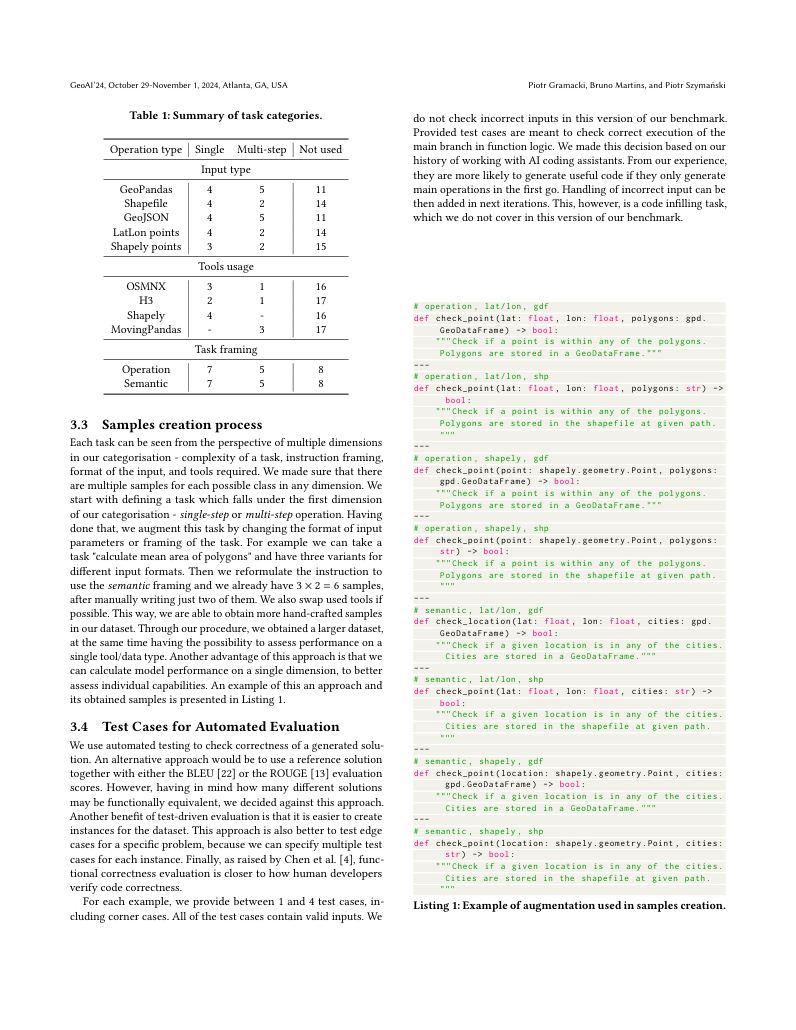 GeoAI'24, October 29-November 1, 2024, Atlanta, GA, USA
Piotr Gramacki, Bruno Martins, and Piotr Szymański
Table 1: Summary of task categories.
Operation type Single Multi-step Not used
Input type
GeoPandas 4 5 11
Shapefile 4 2 14
GeoJSON 4 5 11
LatLon points 4 2 14
Shapely points 3 2 15
Tools usage
OSMNX 3 1 16
H3 2 1 17
Shapely 4 - 16
MovingPandas - 3 17
Task framing
Operation 7 5 8
Semantic 7 5 8
3.3 Samples creation process
Each task can be seen from the perspective of multiple dimensions
in our categorisation - complexity of a task, instruction framing,
format of the input, and tools required. We made sure that there
are multiple samples for each possible class in any dimension. We
start with defining a task which falls under the first dimension
of our categorisation - single-step or multi-step operation. Having
done that, we augment this task by changing the format of input
parameters or framing of the task. For example we can take a
task "calculate mean area of polygons" and have three variants for
different input formats. Then we reformulate the instruction to
use the semantic framing and we already have 3 × 2 = 6 samples,
after manually writing just two of them. We also swap used tools if
possible. This way, we are able to obtain more hand-crafted samples
in our dataset. Through our procedure, we obtained a larger dataset,
at the same time having the possibility to assess performance on a
single tool/data type. Another advantage of this approach is that we
can calculate model performance on a single dimension, to better
assess individual capabilities. An example of this an approach and
its obtained samples is presented in Listing 1.
3.4 Test Cases for Automated Evaluation
We use automated testing to check correctness of a generated solu-
tion. An alternative approach would be to use a reference solution
together with either the BLEU [22] or the ROUGE [13] evaluation
scores. However, having in mind how many different solutions
may be functionally equivalent, we decided against this approach.
Another benefit of test-driven evaluation is that it is easier to create
instances for the dataset. This approach is also better to test edge
cases for a specific problem, because we can specify multiple test
cases for each instance. Finally, as raised by Chen et al. [4], func-
tional correctness evaluation is closer to how human developers
verify code correctness.
For each example, we provide between 1 and 4 test cases, in-
cluding corner cases. All of the test cases contain valid inputs. We
do not check incorrect inputs in this version of our benchmark.
Provided test cases are meant to check correct execution of the
main branch in function logic. We made this decision based on our
history of working with AI coding assistants. From our experience,
they are more likely to generate useful code if they only generate
main operations in the first go. Handling of incorrect input can be
then added in next iterations. This, however, is a code infilling task,
which we do not cover in this version of our benchmark.
# operation, lat/lon, gdf
def check_point(lat: float, lon: float, polygons: gpd.
GeoDataFrame) -> bool:
"""Check if a point is within any of the polygons.
Polygons are stored in a GeoDataFrame."""
---
# operation, lat/lon, shp
def check_point(lat: float, lon: float, polygons: str) ->
bool:
"""Check if a point is within any of the polygons.
Polygons are stored in the shapefile at given path.
"""
---
# operation, shapely, gdf
def check_point(point: shapely.geometry.Point, polygons:
gpd.GeoDataFrame) -> bool:
"""Check if a point is within any of the polygons.
Polygons are stored in a GeoDataFrame."""
---
# operation, shapely, shp
def check_point(point: shapely.geometry.Point, polygons:
str) -> bool:
"""Check if a point is within any of the polygons.
Polygons are stored in the shapefile at given path.
"""
---
# semantic, lat/lon, gdf
def check_location(lat: float, lon: float, cities: gpd.
GeoDataFrame) -> bool:
"""Check if a given location is in any of the cities.
Cities are stored in a GeoDataFrame."""
---
# semantic, lat/lon, shp
def check_point(lat: float, lon: float, cities: str) ->
bool:
"""Check if a given location is in any of the cities.
Cities are stored in the shapefile at given path.
"""
---
# semantic, shapely, gdf
def check_point(location: shapely.geometry.Point, cities:
gpd.GeoDataFrame) -> bool:
"""Check if a given location is in any of the cities.
Cities are stored in a GeoDataFrame."""
---
# semantic, shapely, shp
def check_point(location: shapely.geometry.Point, cities:
str) -> bool:
"""Check if a given location is in any of the cities.
Cities are stored in the shapefile at given path.
"""
Listing 1: Example of augmentation used in samples creation.